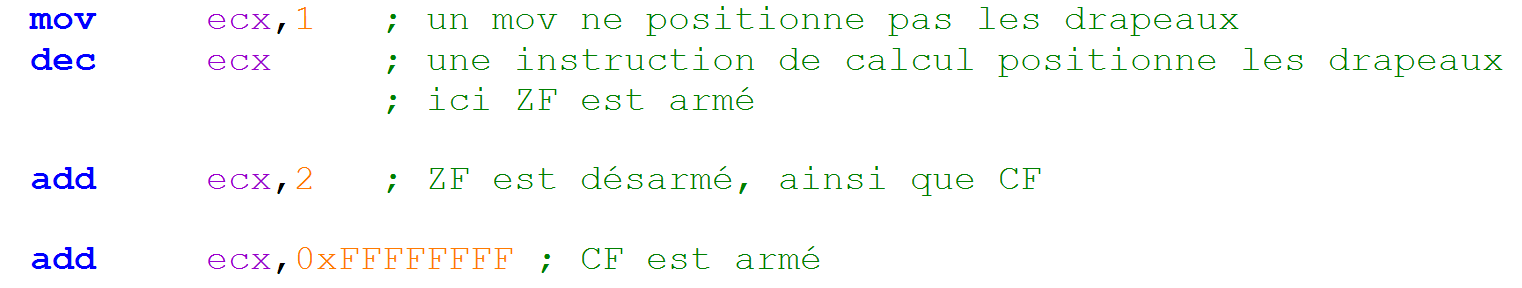 mov ecx,1 ; un mov ne positionne pas les drapeaux
dec ecx ; une instruction de calcul positionne les drapeaux
; ici ZF est armé
add ecx,2 ; ZF est désarmé, ainsi que CF
add ecx,0xFFFFFFFF ; CF est armé